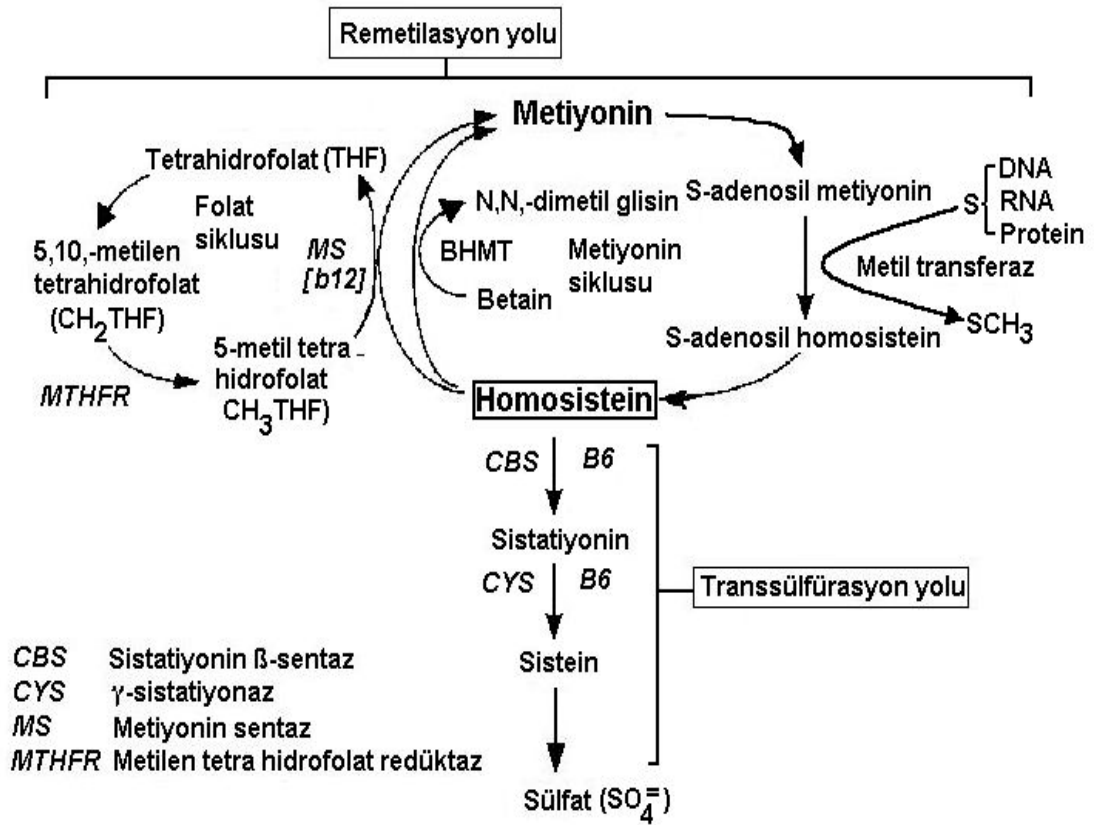 Remetilasyon yolu
Metiyonin
Tetrahidrofolat (THF)
Folat
siklusu
5,10,-metilen
tetrahidrofolat
(CH2THF)
MTHFR
5-metil tetra -
hidrofolat
CH3THF)
MS
[b12]
N,N,-dimetil glisin
BHMT
Betain
Metiyonin
siklusu
S-adenosil metiyonin
S
DNA
RNA
Protein
Metil transferaz
SCH3
S-adenosil homosistein
Homosistein
CBS B6
Sistatiyonin
CYS B6
Sistein
Sülfat (SO4=)
Transsülfürasyon yolu
CBS Sistatiyonin ß-sentaz
CYS γ-sistatiyonaz
MS Metiyonin sentaz
MTHFR Metilen tetra hidrofolat redüktaz